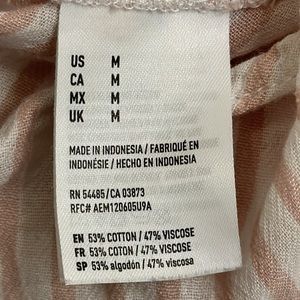 US M
CA M
MX M
UK M
MADE IN INDONESIA / FABRIQUÉ EN
INDONÉSIE / HECHO EN INDONESIA
RN 54485/CA 03873
RFC# AEM120605U9A
EN 53% COTTON / 47% VISCOSE
FR 53% COTON / 47% VISCOSE
SP 53% algodón / 47% viscosa